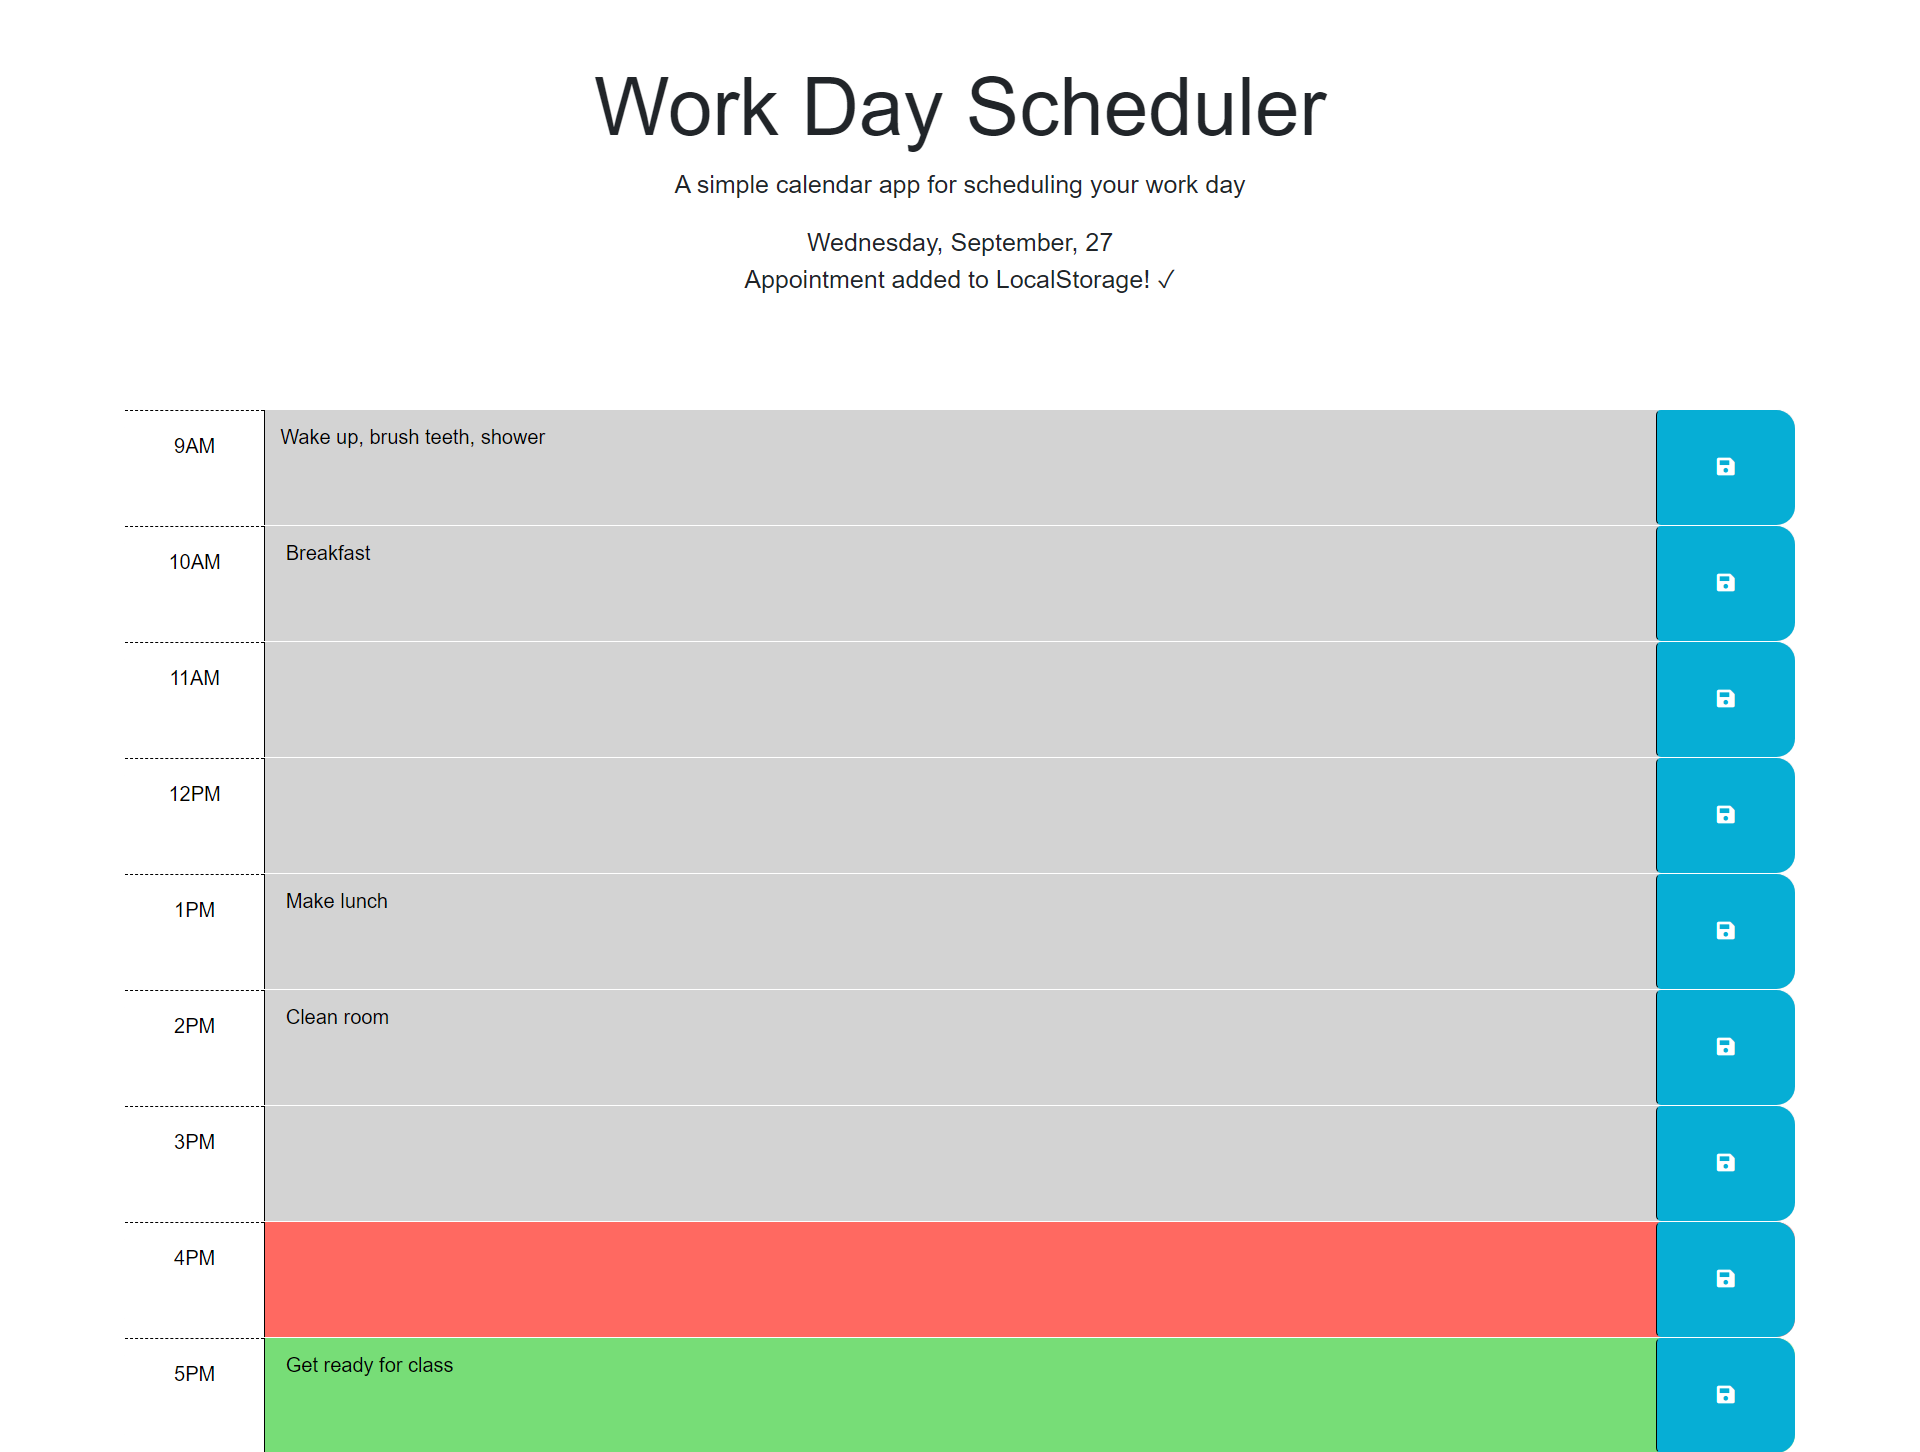 Work Day Scheduler
A simple calendar app for scheduling your work day
Wednesday, September, 27
Appointment added to LocalStorage! ✓
9AM
Wake up, brush teeth, shower
10AM
Breakfast
11AM
12PM
1PM
Make lunch
2PM
Clean room
3PM
4PM
5PM
Get ready for class